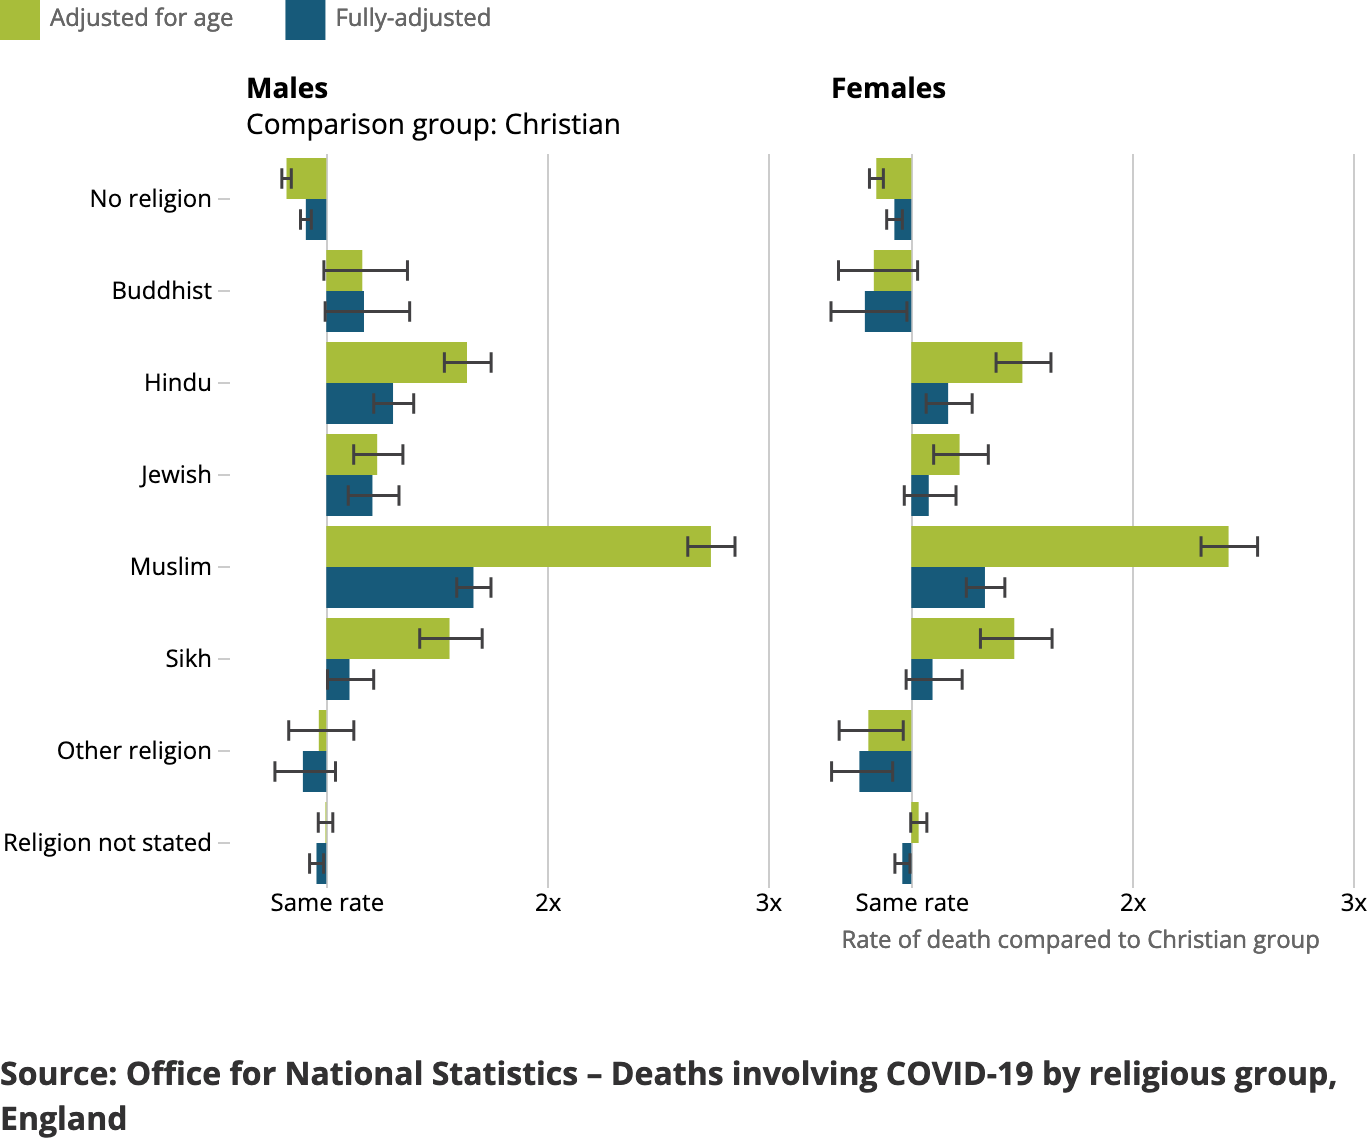 Adjusted for age
Fully-adjusted
Males
Comparison group: Christian
Females
No religion
Buddhist
Hindu
Jewish
Muslim
Sikh
Other religion
Religion not stated
Same rate
2x
3x
Same rate
2x
3x
Rate of death compared to Christian group
Source: Office for National Statistics – Deaths involving COVID-19 by religious group,
England